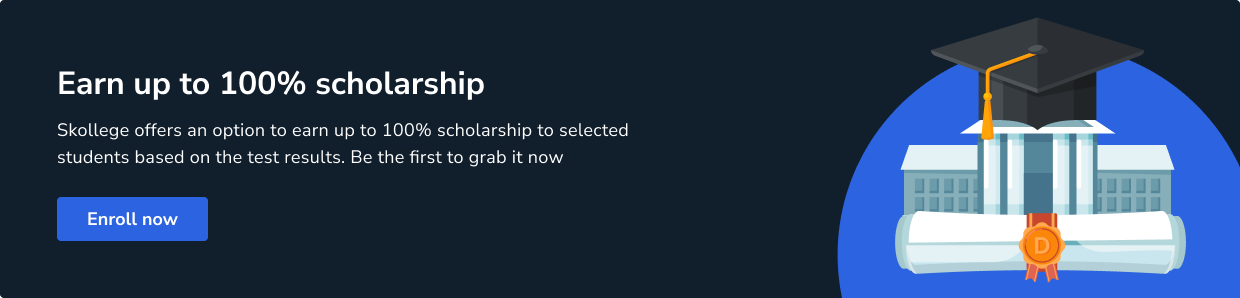 Earn up to 100% scholarship
Skollege offers an option to earn up to 100% scholarship to selected
students based on the test results. Be the first to grab it now
Enroll now
D